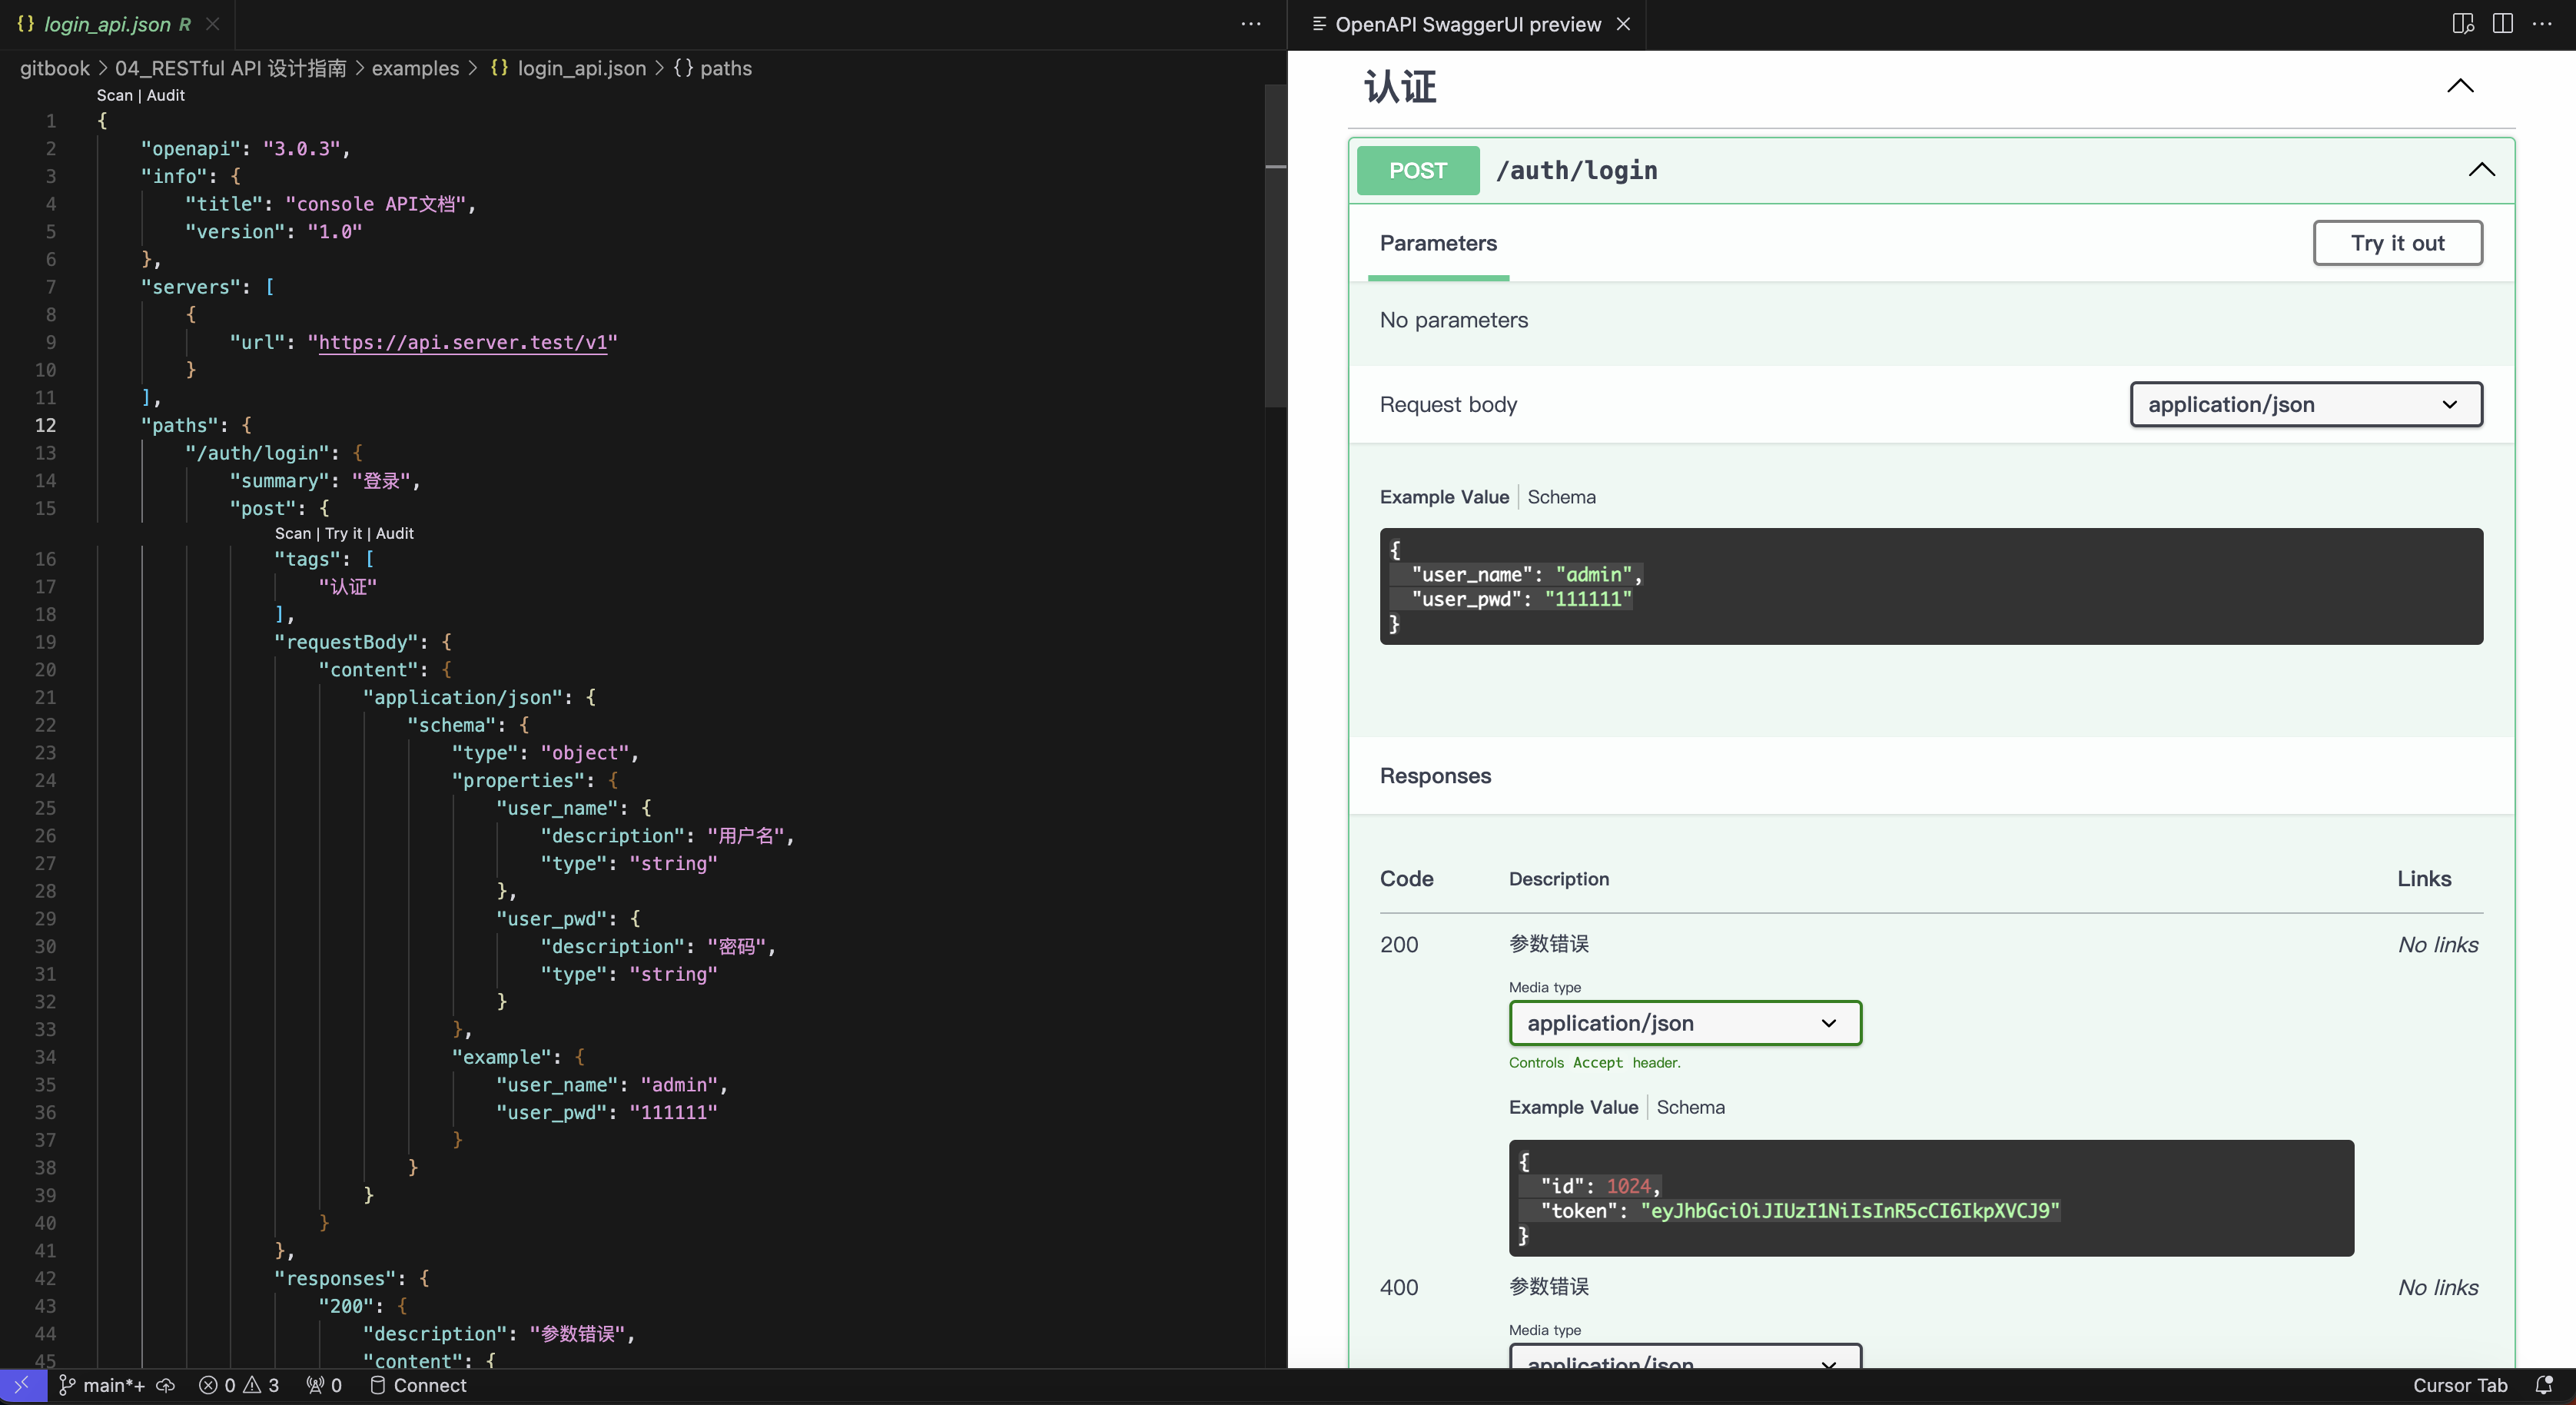 {} login_api.json R
gitbook > 04_RESTful API 设计指南 > examples > {} login_api.json > {} paths
Scan | Audit
1 {
2 "openapi": "3.0.3",
3 "info": {
4 "title": "console API文档",
5 "version": "1.0"
6 },
7 "servers": [
8 {
9 "url": "https://api.server.test/v1"
10 }
11 ],
12 "paths": {
13 "/auth/login": {
14 "summary": "登录",
15 "post": {
Scan | Try it | Audit
16 "tags": [
17 "认证"
18 ],
19 "requestBody": {
20 "content": {
21 "application/json": {
22 "schema": {
23 "type": "object",
24 "properties": {
25 "user_name": {
26 "description": "用户名",
27 "type": "string"
28 },
29 "user_pwd": {
30 "description": "密码",
31 "type": "string"
32 }
33 },
34 "example": {
35 "user_name": "admin",
36 "user_pwd": "111111"
37 }
38 }
39 }
40 }
41 },
42 "responses": {
43 "200": {
44 "description": "参数错误",
45 "content": {
OpenAPI SwaggerUI preview
认证
POST /auth/login
Parameters
Try it out
No parameters
Request body
application/json
Example Value | Schema
{
"user_name": "admin",
"user_pwd": "111111"
}
Responses
Code Description Links
200 参数错误 No links
Media type
application/json
Controls Accept header.
Example Value | Schema
{
"id": 1024,
"token": "eyJhbGciOiJIUzI1NiIsInR5cCI6IkpXVCJ9"
}
400 参数错误 No links
Media type
application/json
main*+ 0 3 0 Connect
Cursor Tab